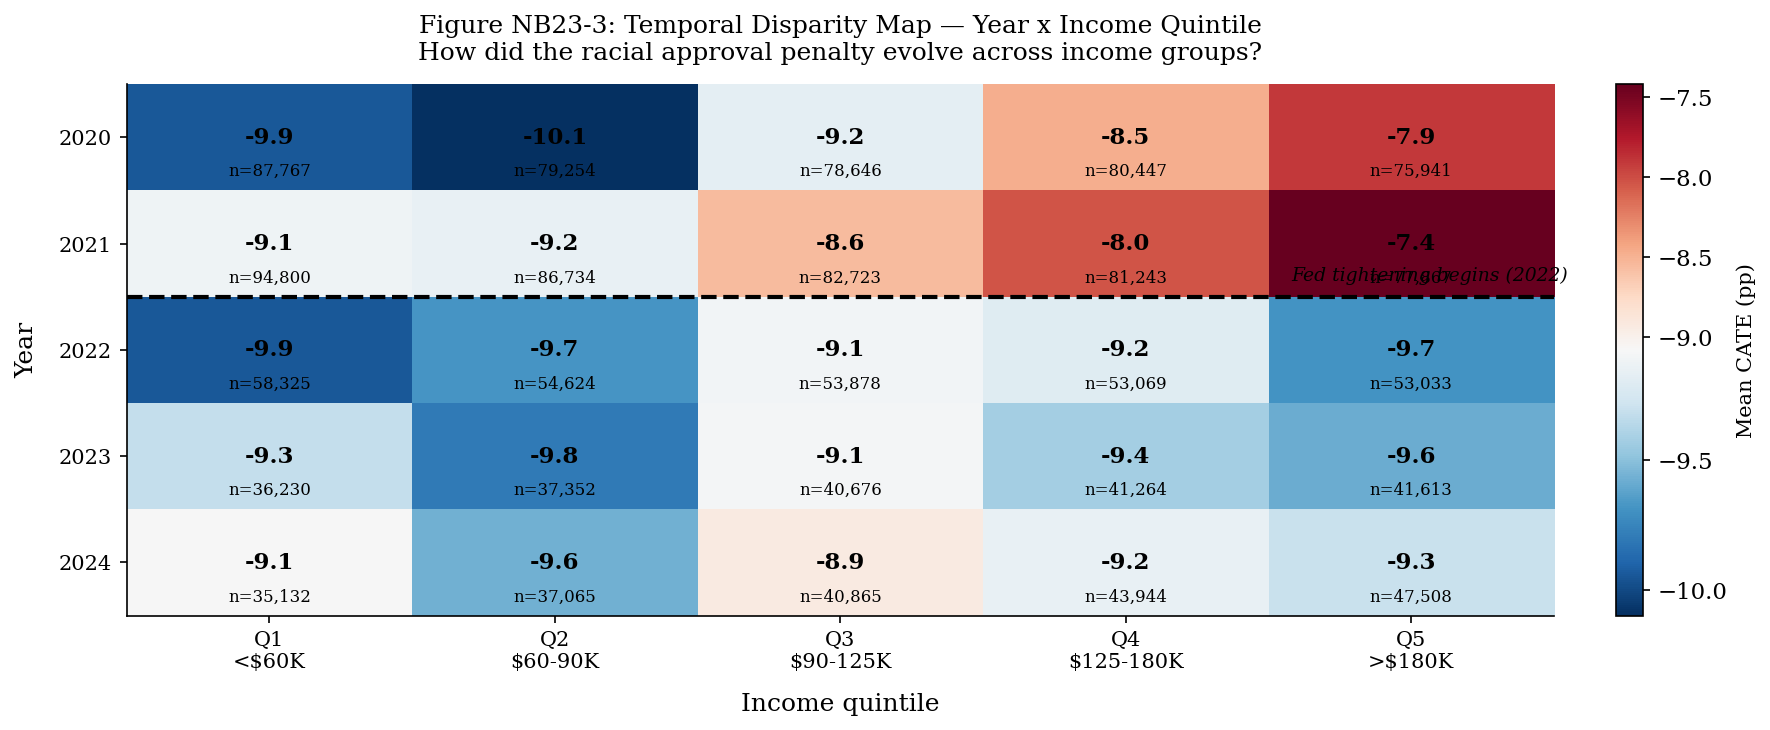 Figure NB23-3: Temporal Disparity Map — Year x Income Quintile
How did the racial approval penalty evolve across income groups?
Year
2020
-9.9
n=87,767
-10.1
n=79,254
-9.2
n=78,646
-8.5
n=80,447
-7.9
n=75,941
2021
-9.1
n=94,800
-9.2
n=86,734
-8.6
n=82,723
-8.0
n=81,243
-7.4
Fed tightening begins (2022)
2022
-9.9
n=58,325
-9.7
n=54,624
-9.1
n=53,878
-9.2
n=53,069
-9.7
n=53,033
2023
-9.3
n=36,230
-9.8
n=37,352
-9.1
n=40,676
-9.4
n=41,264
-9.6
n=41,613
2024
-9.1
n=35,132
-9.6
n=37,065
-8.9
n=40,865
-9.2
n=43,944
-9.3
n=47,508
Q1
<$60K
Q2
$60-90K
Q3
$90-125K
Q4
$125-180K
Q5
>$180K
Income quintile
−7.5
−8.0
−8.5
−9.0
−9.5
−10.0
Mean CATE (pp)